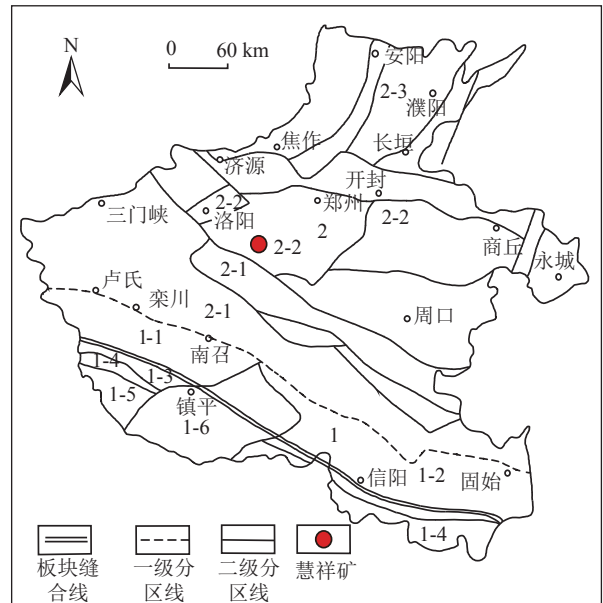 N
0 60 km
安阳
2-3
濮阳
焦作
长垣
济源
开封
三门峡
2-2
洛阳
郑州
2
2-2
2-2
商丘
永城
2-1
卢氏
栾川
2-1
周口
1-1
南召
1-4
1-3
1-5
镇平
1-6
1
信阳
1-2
固始
1-4
板块缝
合线
一级分
区线
二级分
区线
慧祥矿